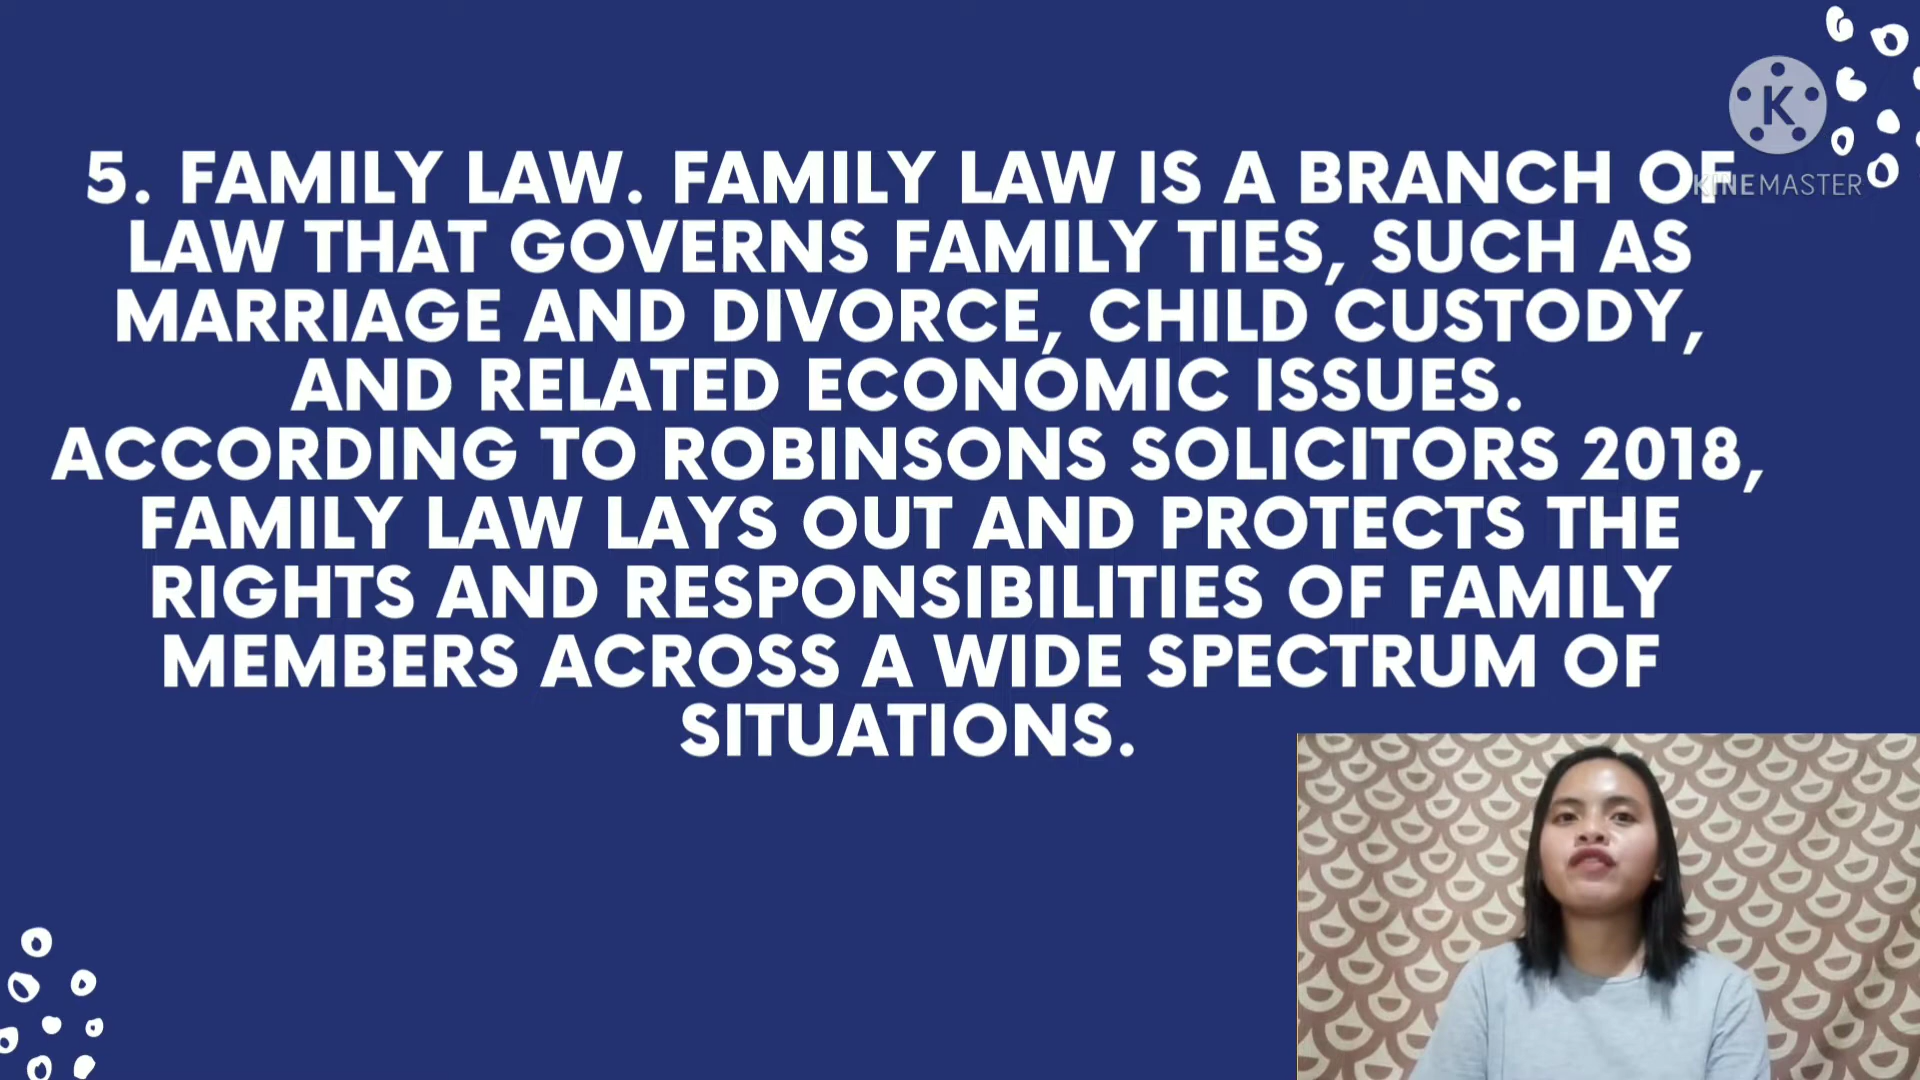 K
KINEMASTER
5. FAMILY LAW. FAMILY LAW IS A BRANCH OF
LAW THAT GOVERNS FAMILY TIES, SUCH AS
MARRIAGE AND DIVORCE, CHILD CUSTODY,
AND RELATED ECONOMIC ISSUES.
ACCORDING TO ROBINSONS SOLICITORS 2018,
FAMILY LAW LAYS OUT AND PROTECTS THE
RIGHTS AND RESPONSIBILITIES OF FAMILY
MEMBERS ACROSS A WIDE SPECTRUM OF
SITUATIONS.